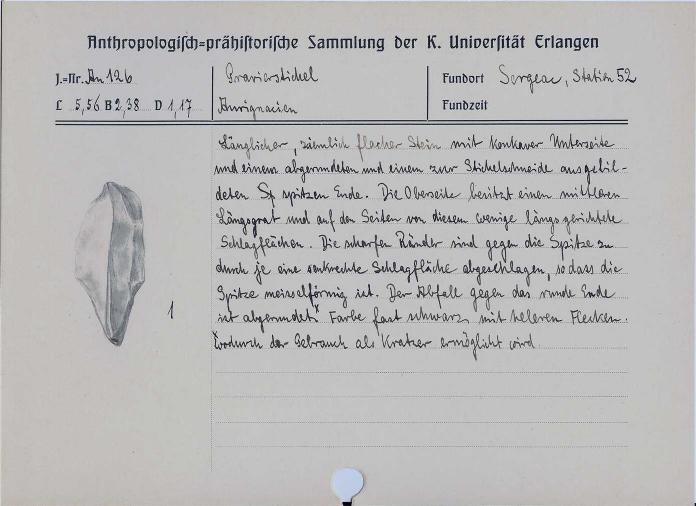 Anthropologisch=prähistorische Sammlung der K. Universität Erlangen
J.=Nr. An 126
Gravierstichel
Fundort Sergeac, Station 52
L 5,56 B 2,38 D 1,17
Aurignacien
Fundzeit
Länglicher, zäemlich flacher Stein mit konkaver Unterseite
und einem abgerundeten und einem zur Stichelschneide ausgebil-
deten Sp spitzen Ende. Die Oberseite besitzt einen mittleren
Längsgrat und auf den Seiten von diesem wenige längs gerichtete
Schlagflächen. Die scharfen Ränder sind gegen die Spitze zu
durch je eine senkrechte Schlagfläche abgeschlagen, so dass die
Spitze meisselförmig ist. Der Abfall gegen das runde Ende
ist abgerundet.x Farbe fast schwarz mit helleren Flecken.
x wodurch der Gebrauch als Kratzer ermöglicht wird.
1